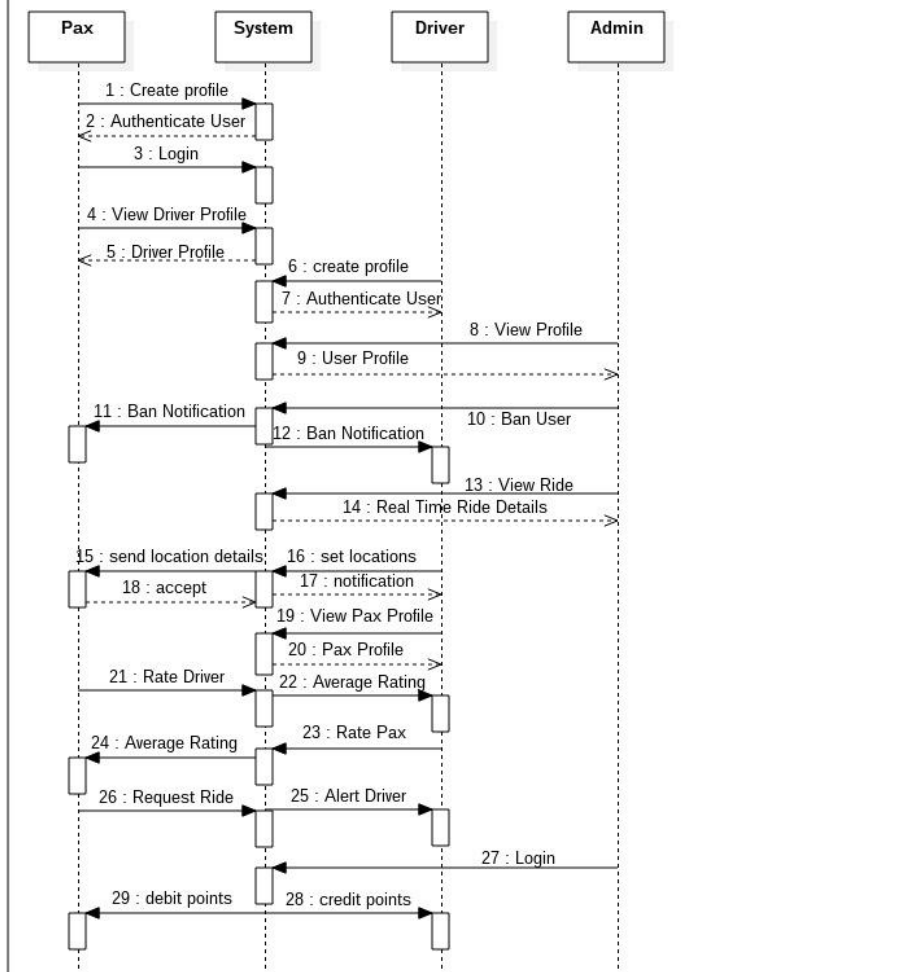 Pax
System
Driver
Admin
1 : Create profile
2 : Authenticate User
3 : Login
4 : View Driver Profile
5 : Driver Profile
6 : create profile
7 : Authenticate User
8 : View Profile
9 : User Profile
10 : Ban User
11 : Ban Notification
12 : Ban Notification
13 : View Ride
14 : Real Time Ride Details
15 : send location details
16 : set locations
17 : notification
18 : accept
19 : View Pax Profile
20 : Pax Profile
21 : Rate Driver
22 : Average Rating
23 : Rate Pax
24 : Average Rating
25 : Alert Driver
26 : Request Ride
27 : Login
29 : debit points
28 : credit points